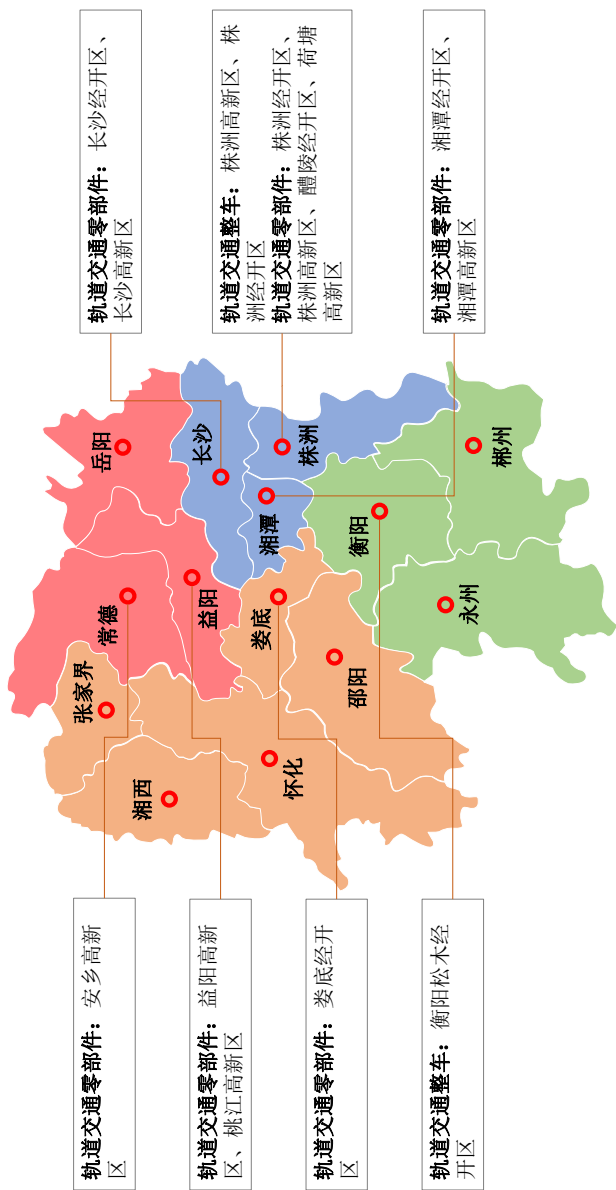 轨道交通零部件：安乡高新
区
轨道交通零部件：益阳高新
区、桃江高新区
轨道交通零部件：娄底经开
区
轨道交通整车：衡阳松木经
开区
张家界
常德
岳阳
湘西
益阳
长沙
怀化
娄底
湘潭
株洲
邵阳
衡阳
永州
郴州
轨道交通零部件：长沙经开区、
长沙高新区
轨道交通整车：株洲高新区、株
洲经开区
轨道交通零部件：株洲经开区、
株洲高新区、醴陵经开区、荷塘
高新区
轨道交通零部件：湘潭经开区、
湘潭高新区